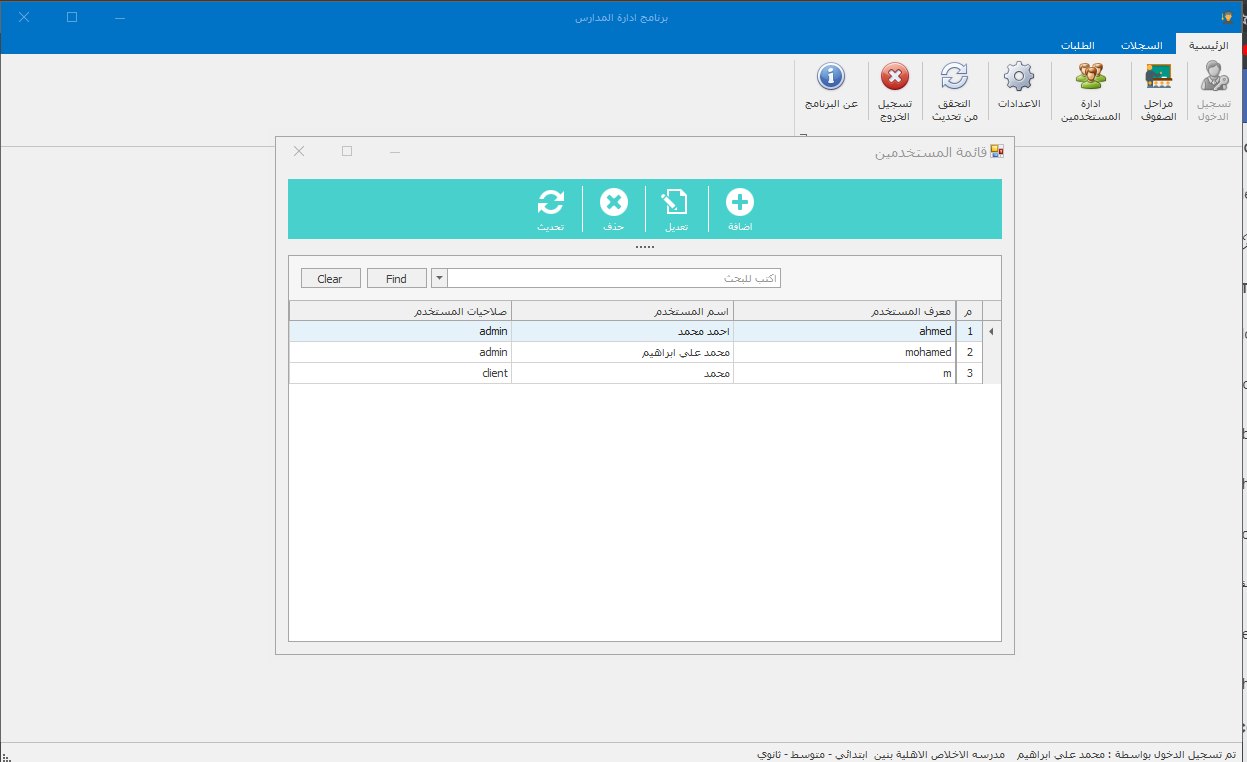 برنامج ادارة المدارس
الرئيسية السجلات الطلبات
تسجيل الدخول
مراحل الصفوف
ادارة المستخدمين
الاعدادات
التحقق من تحديث
تسجيل الخروج
عن البرنامج
قائمة المستخدمين
اضافة تعديل حذف تحديث
اكتب للبحث Find Clear
م معرف المستخدم اسم المستخدم صلاحيات المستخدم
1 ahmed احمد محمد admin
2 mohamed محمد علي ابراهيم admin
3 m محمد client
تم تسجيل الدخول بواسطة : محمد علي ابراهيم مدرسه الاخلاص الاهلية بنين ابتدائي - متوسط - ثانوي